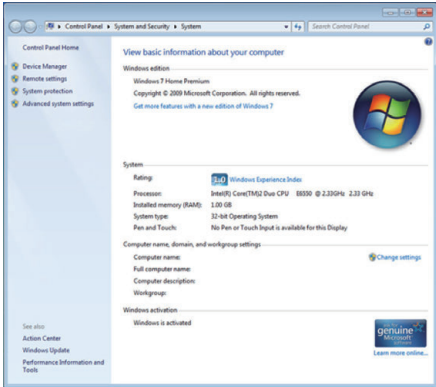 Control Panel ▸ System and Security ▸ System
Search Control Panel
Control Panel Home
Device Manager
Remote settings
System protection
Advanced system settings
See also
Action Center
Windows Update
Performance Information and
Tools
View basic information about your computer
Windows edition
Windows 7 Home Premium
Copyright © 2009 Microsoft Corporation. All rights reserved.
Get more features with a new edition of Windows 7
System
Rating:
Windows Experience Index
Processor:
Intel(R) Core(TM)2 Duo CPU E6550 @ 2.33GHz 2.33 GHz
Installed memory (RAM):
1.00 GB
System type:
32-bit Operating System
Pen and Touch:
No Pen or Touch Input is available for this Display
Computer name, domain, and workgroup settings
Computer name:
Change settings
Full computer name:
Computer description:
Workgroup:
Windows activation
Windows is activated
genuine
Microsoft
software
Learn more online...